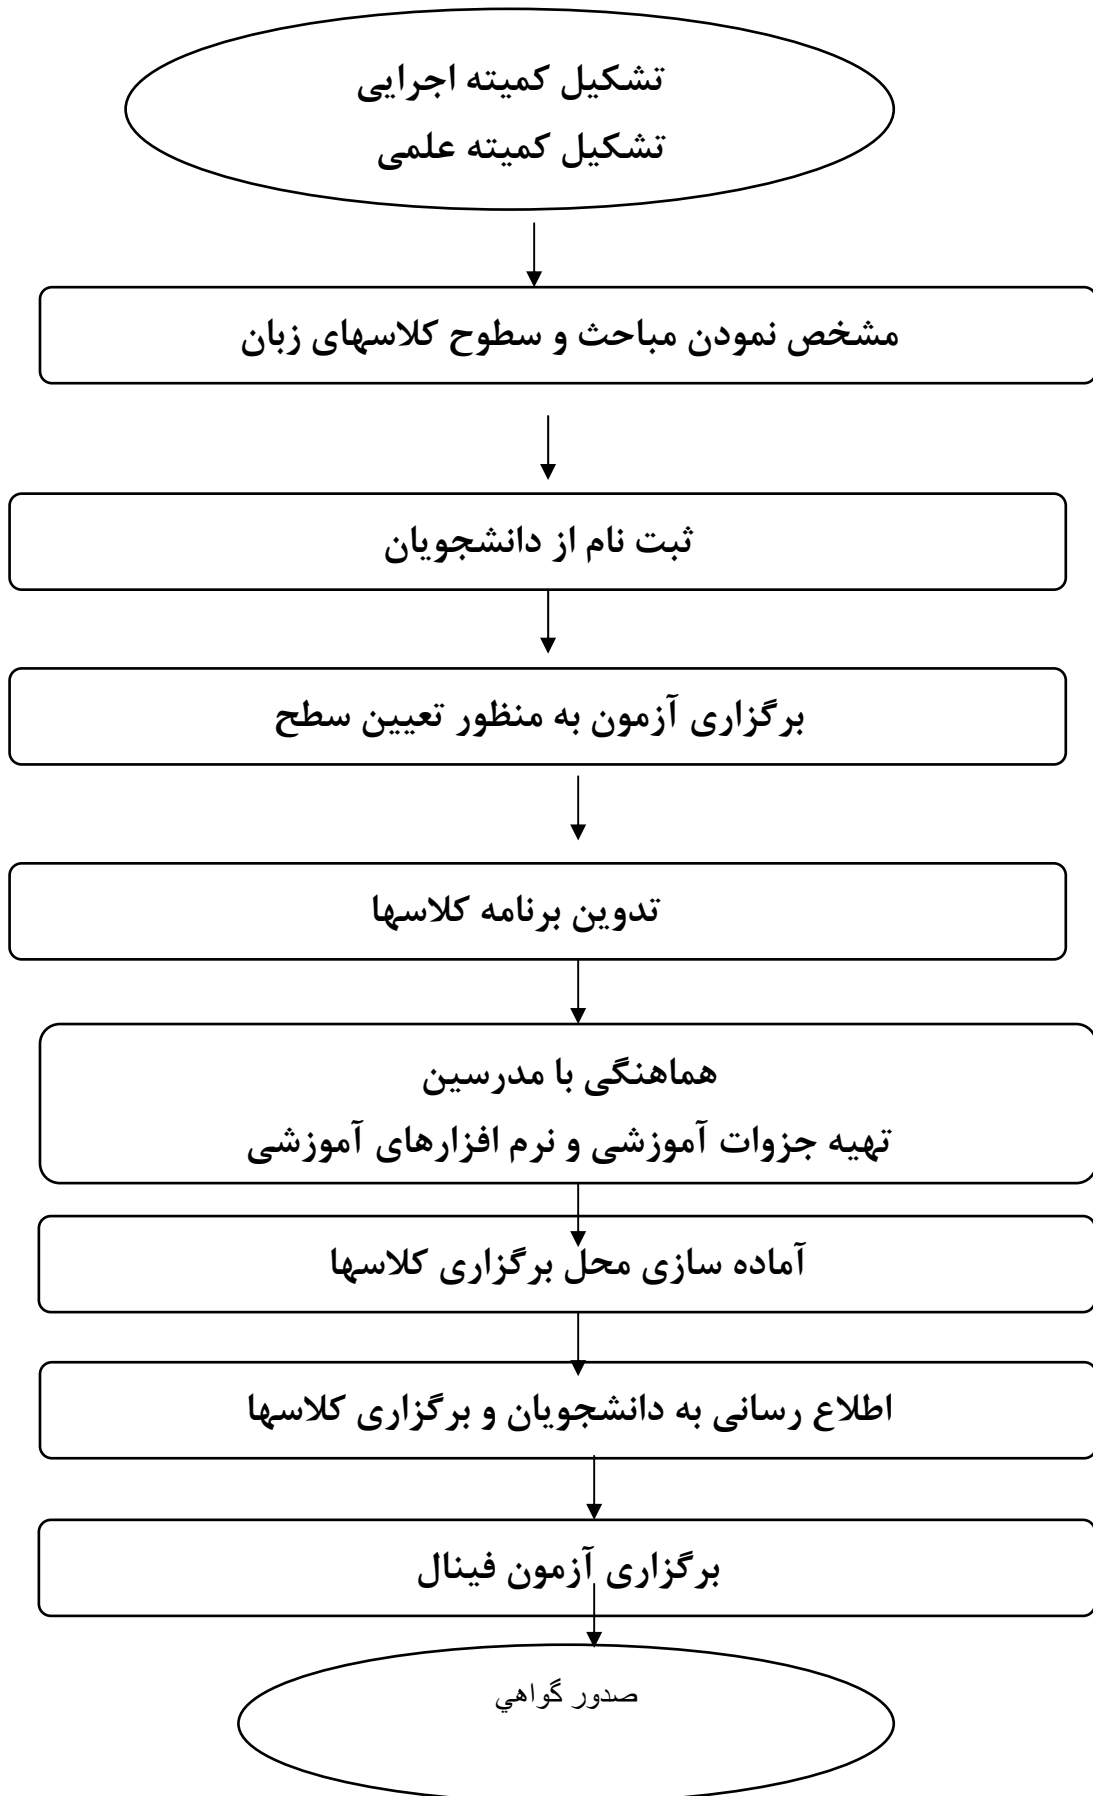 تشکیل کمیته اجرایی
تشکیل کمیته علمی
مشخص نمودن مباحث و سطوح کلاسهای زبان
ثبت نام از دانشجویان
برگزاری آزمون به منظور تعیین سطح
تدوین برنامه کلاسها
هماهنگی با مدرسین
تهیه جزوات آموزشی و نرم افزارهای آموزشی
آماده سازی محل برگزاری کلاسها
اطلاع رسانی به دانشجویان و برگزاری کلاسها
برگزاری آزمون فینال
صدور گواهي